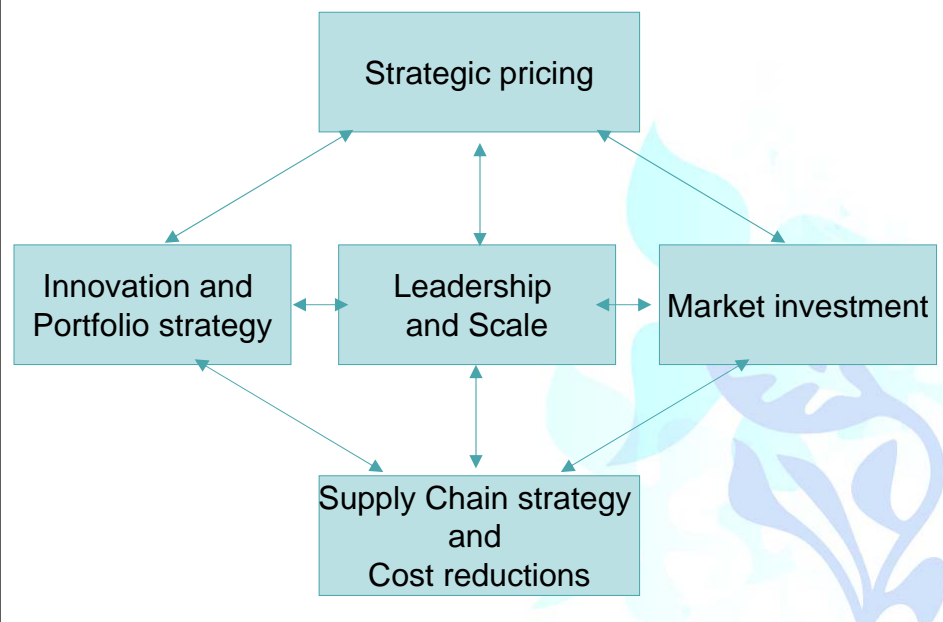 Strategic pricing
Innovation and
Portfolio strategy
Leadership
and Scale
Market investment
Supply Chain strategy
and
Cost reductions